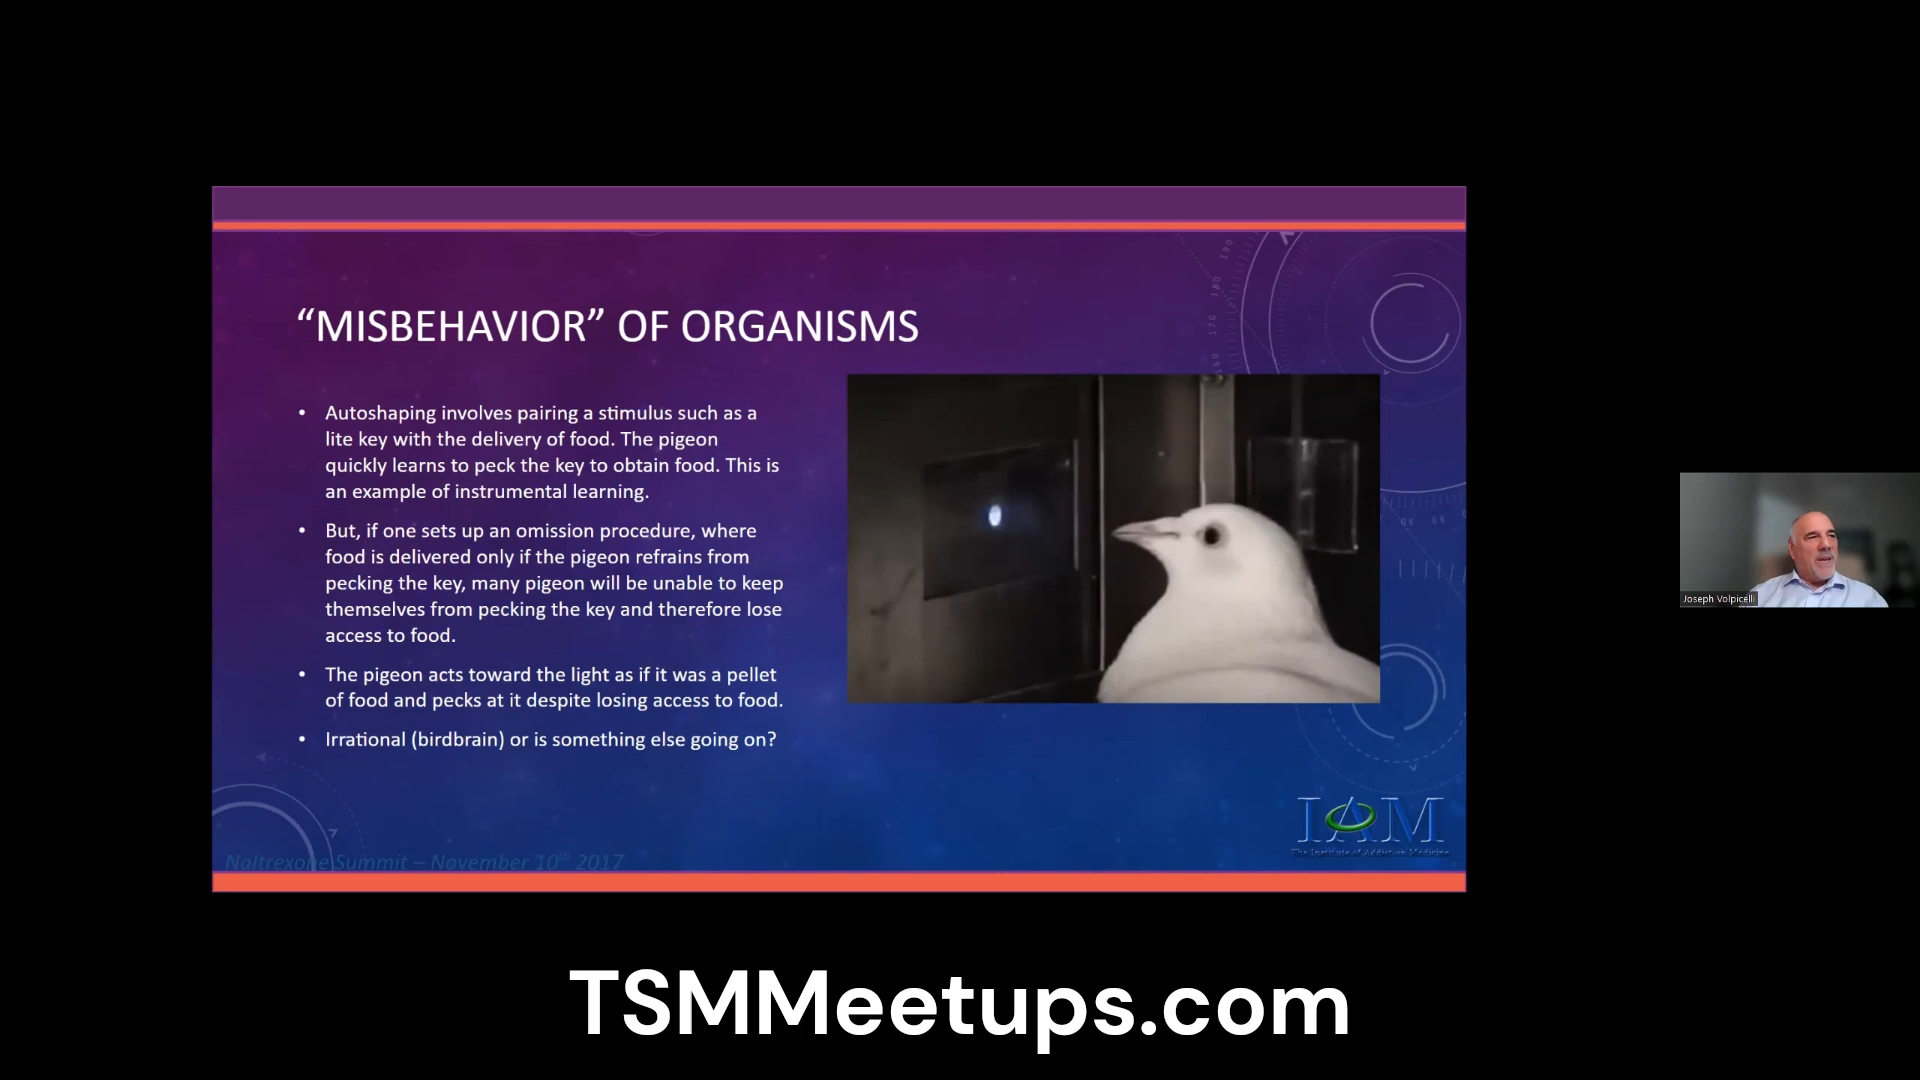 “MISBEHAVIOR” OF ORGANISMS
• Autoshaping involves pairing a stimulus such as a
lite key with the delivery of food. The pigeon
quickly learns to peck the key to obtain food. This is
an example of instrumental learning.
• But, if one sets up an omission procedure, where
food is delivered only if the pigeon refrains from
pecking the key, many pigeon will be unable to keep
themselves from pecking the key and therefore lose
access to food.
• The pigeon acts toward the light as if it was a pellet
of food and pecks at it despite losing access to food.
• Irrational (birdbrain) or is something else going on?
IAM
The Institute of Addiction Medicine
Naltrexone Summit – November 10th 2017
Joseph Volpicelli
TSMMeetups.com